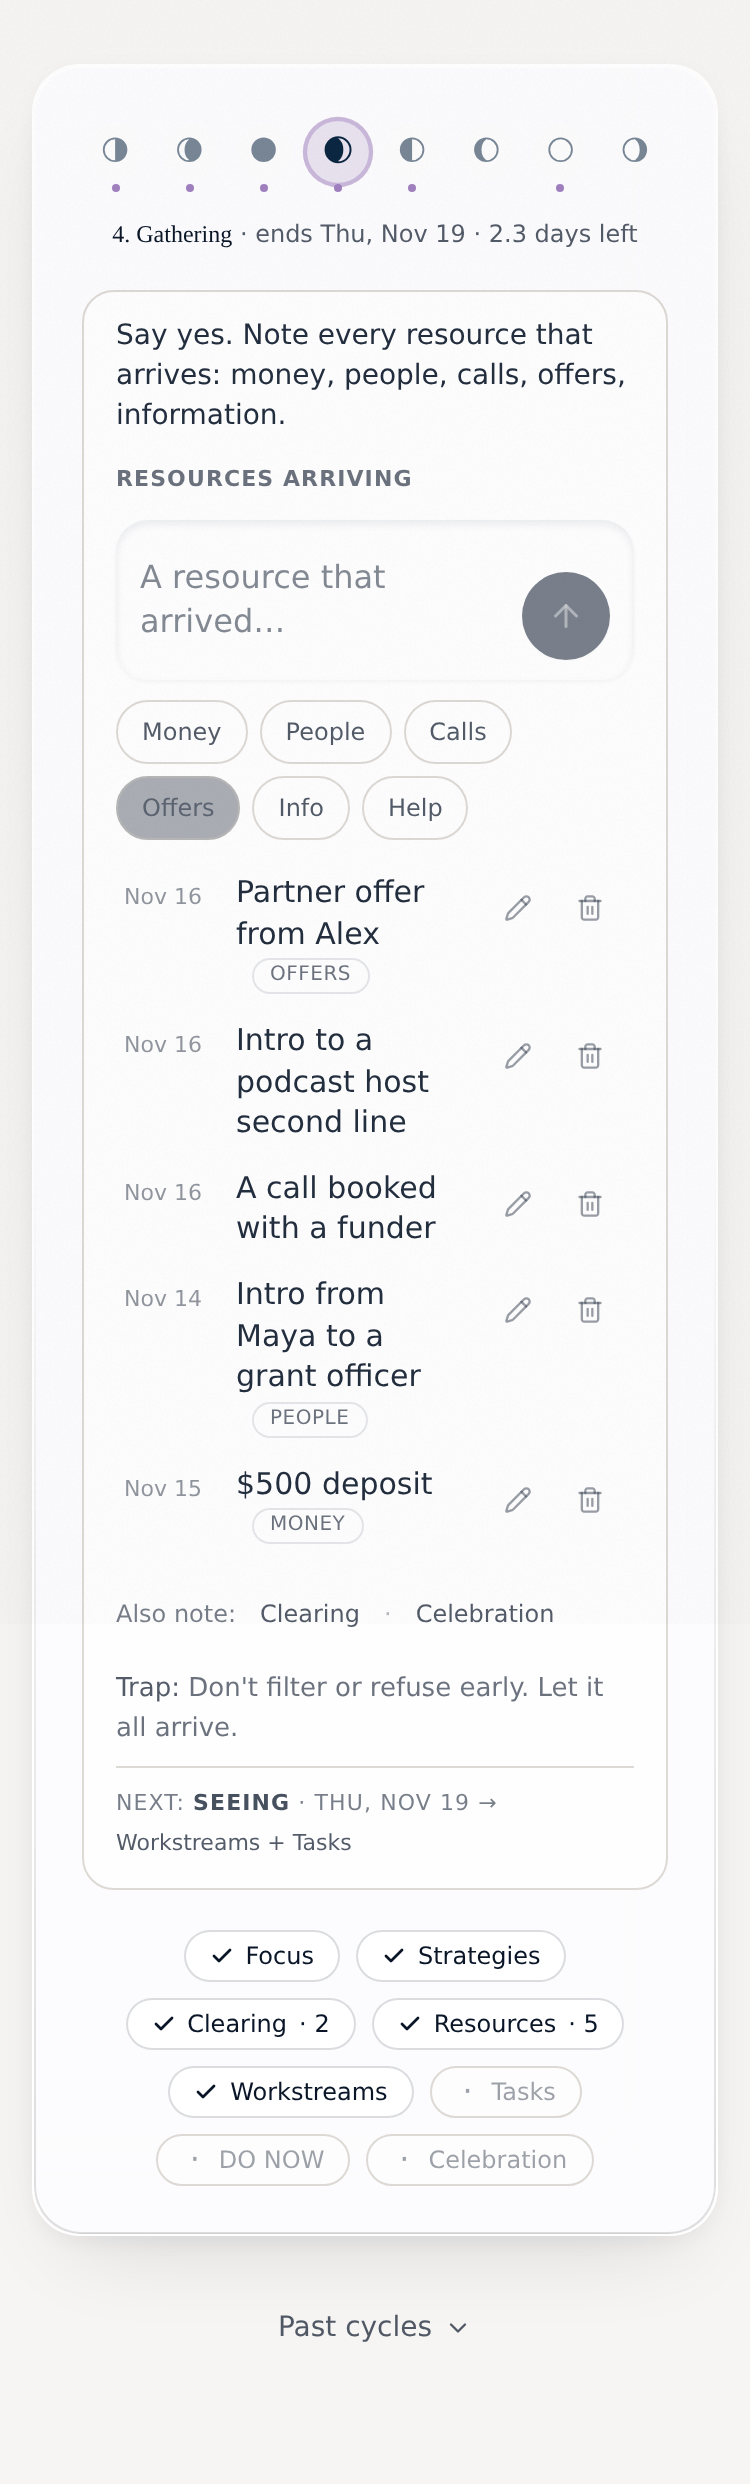 4. Gathering · ends Thu, Nov 19 · 2.3 days left
Say yes. Note every resource that
arrives: money, people, calls, offers,
information.
RESOURCES ARRIVING
A resource that
arrived...
Money People Calls
Offers Info Help
Nov 16 Partner offer
from Alex
OFFERS
Nov 16 Intro to a
podcast host
second line
Nov 16 A call booked
with a funder
Nov 14 Intro from
Maya to a
grant officer
PEOPLE
Nov 15 $500 deposit
MONEY
Also note: Clearing · Celebration
Trap: Don't filter or refuse early. Let it
all arrive.
NEXT: SEEING · THU, NOV 19 →
Workstreams + Tasks
✓ Focus ✓ Strategies
✓ Clearing · 2 ✓ Resources · 5
✓ Workstreams · Tasks
· DO NOW · Celebration
Past cycles